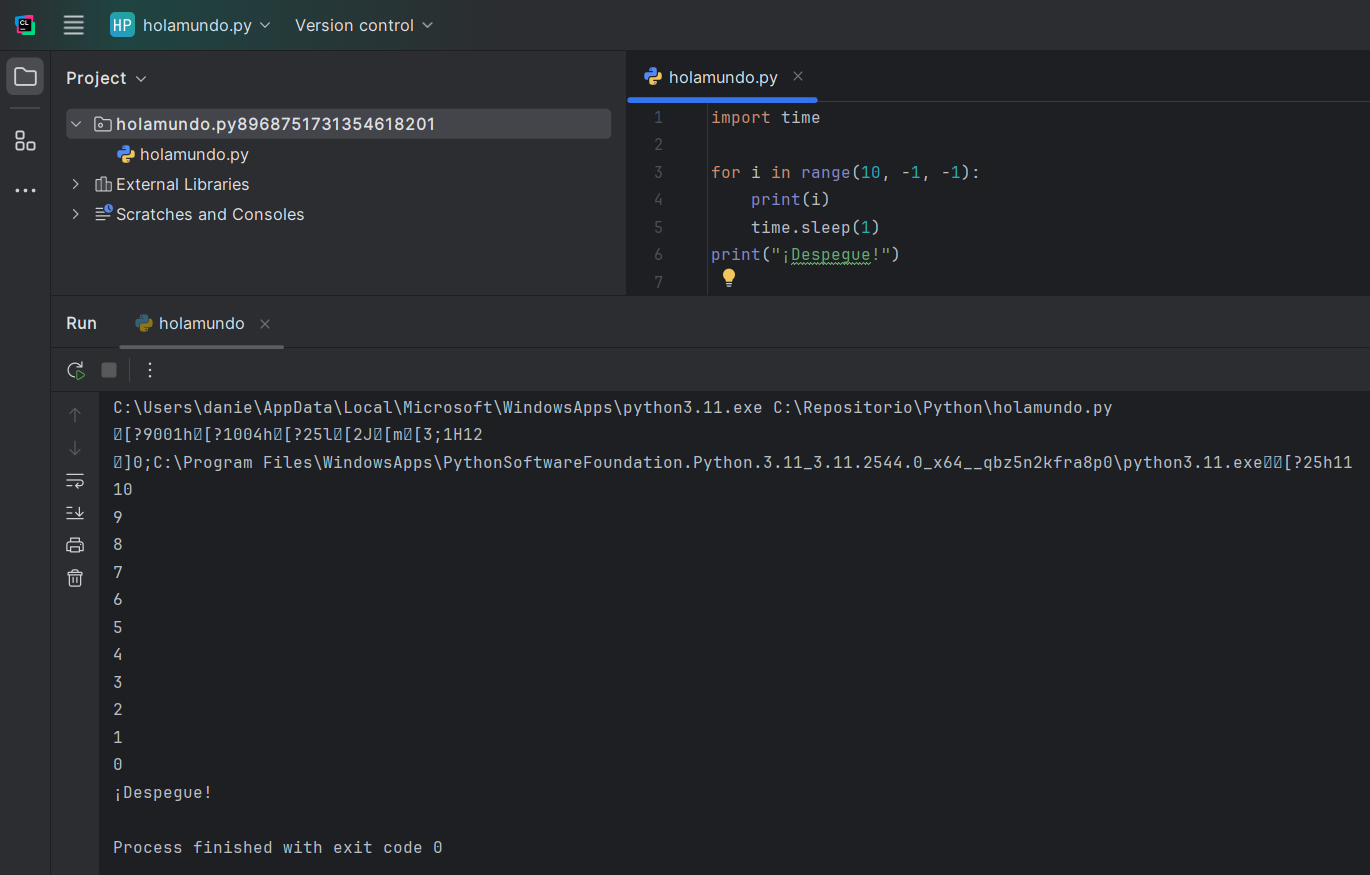 CL
HP holamundo.py Version control
Project
holamundo.py8968751731354618201
holamundo.py
External Libraries
Scratches and Consoles
holamundo.py
1 import time
2
3 for i in range(10, -1, -1):
4 print(i)
5 time.sleep(1)
6 print("¡Despegue!")
7
Run holamundo
C:\Users\danie\AppData\Local\Microsoft\WindowsApps\python3.11.exe C:\Repositorio\Python\holamundo.py
␛[?9001h␛[?1004h␛[?25l␛[2J␛[m␛[3;1H12
␛]0;C:\Program Files\WindowsApps\PythonSoftwareFoundation.Python.3.11_3.11.2544.0_x64__qbz5n2kfra8p0\python3.11.exe␇␛[?25h11
10
9
8
7
6
5
4
3
2
1
0
¡Despegue!
Process finished with exit code 0